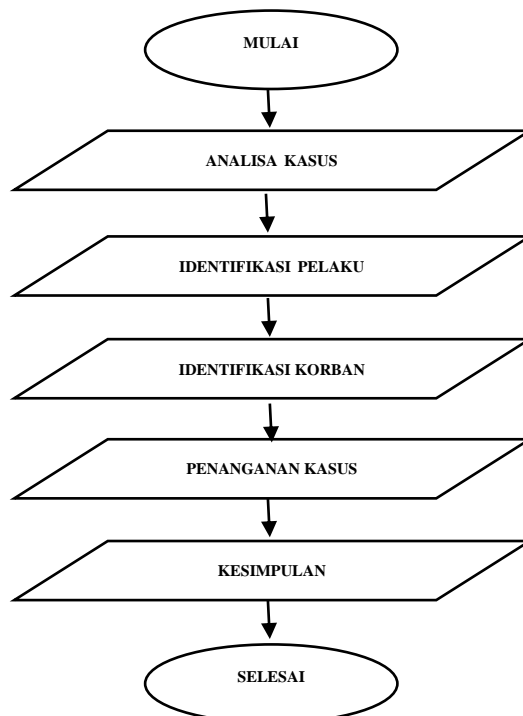 MULAI
ANALISA KASUS
IDENTIFIKASI PELAKU
IDENTIFIKASI KORBAN
PENANGANAN KASUS
KESIMPULAN
SELESAI